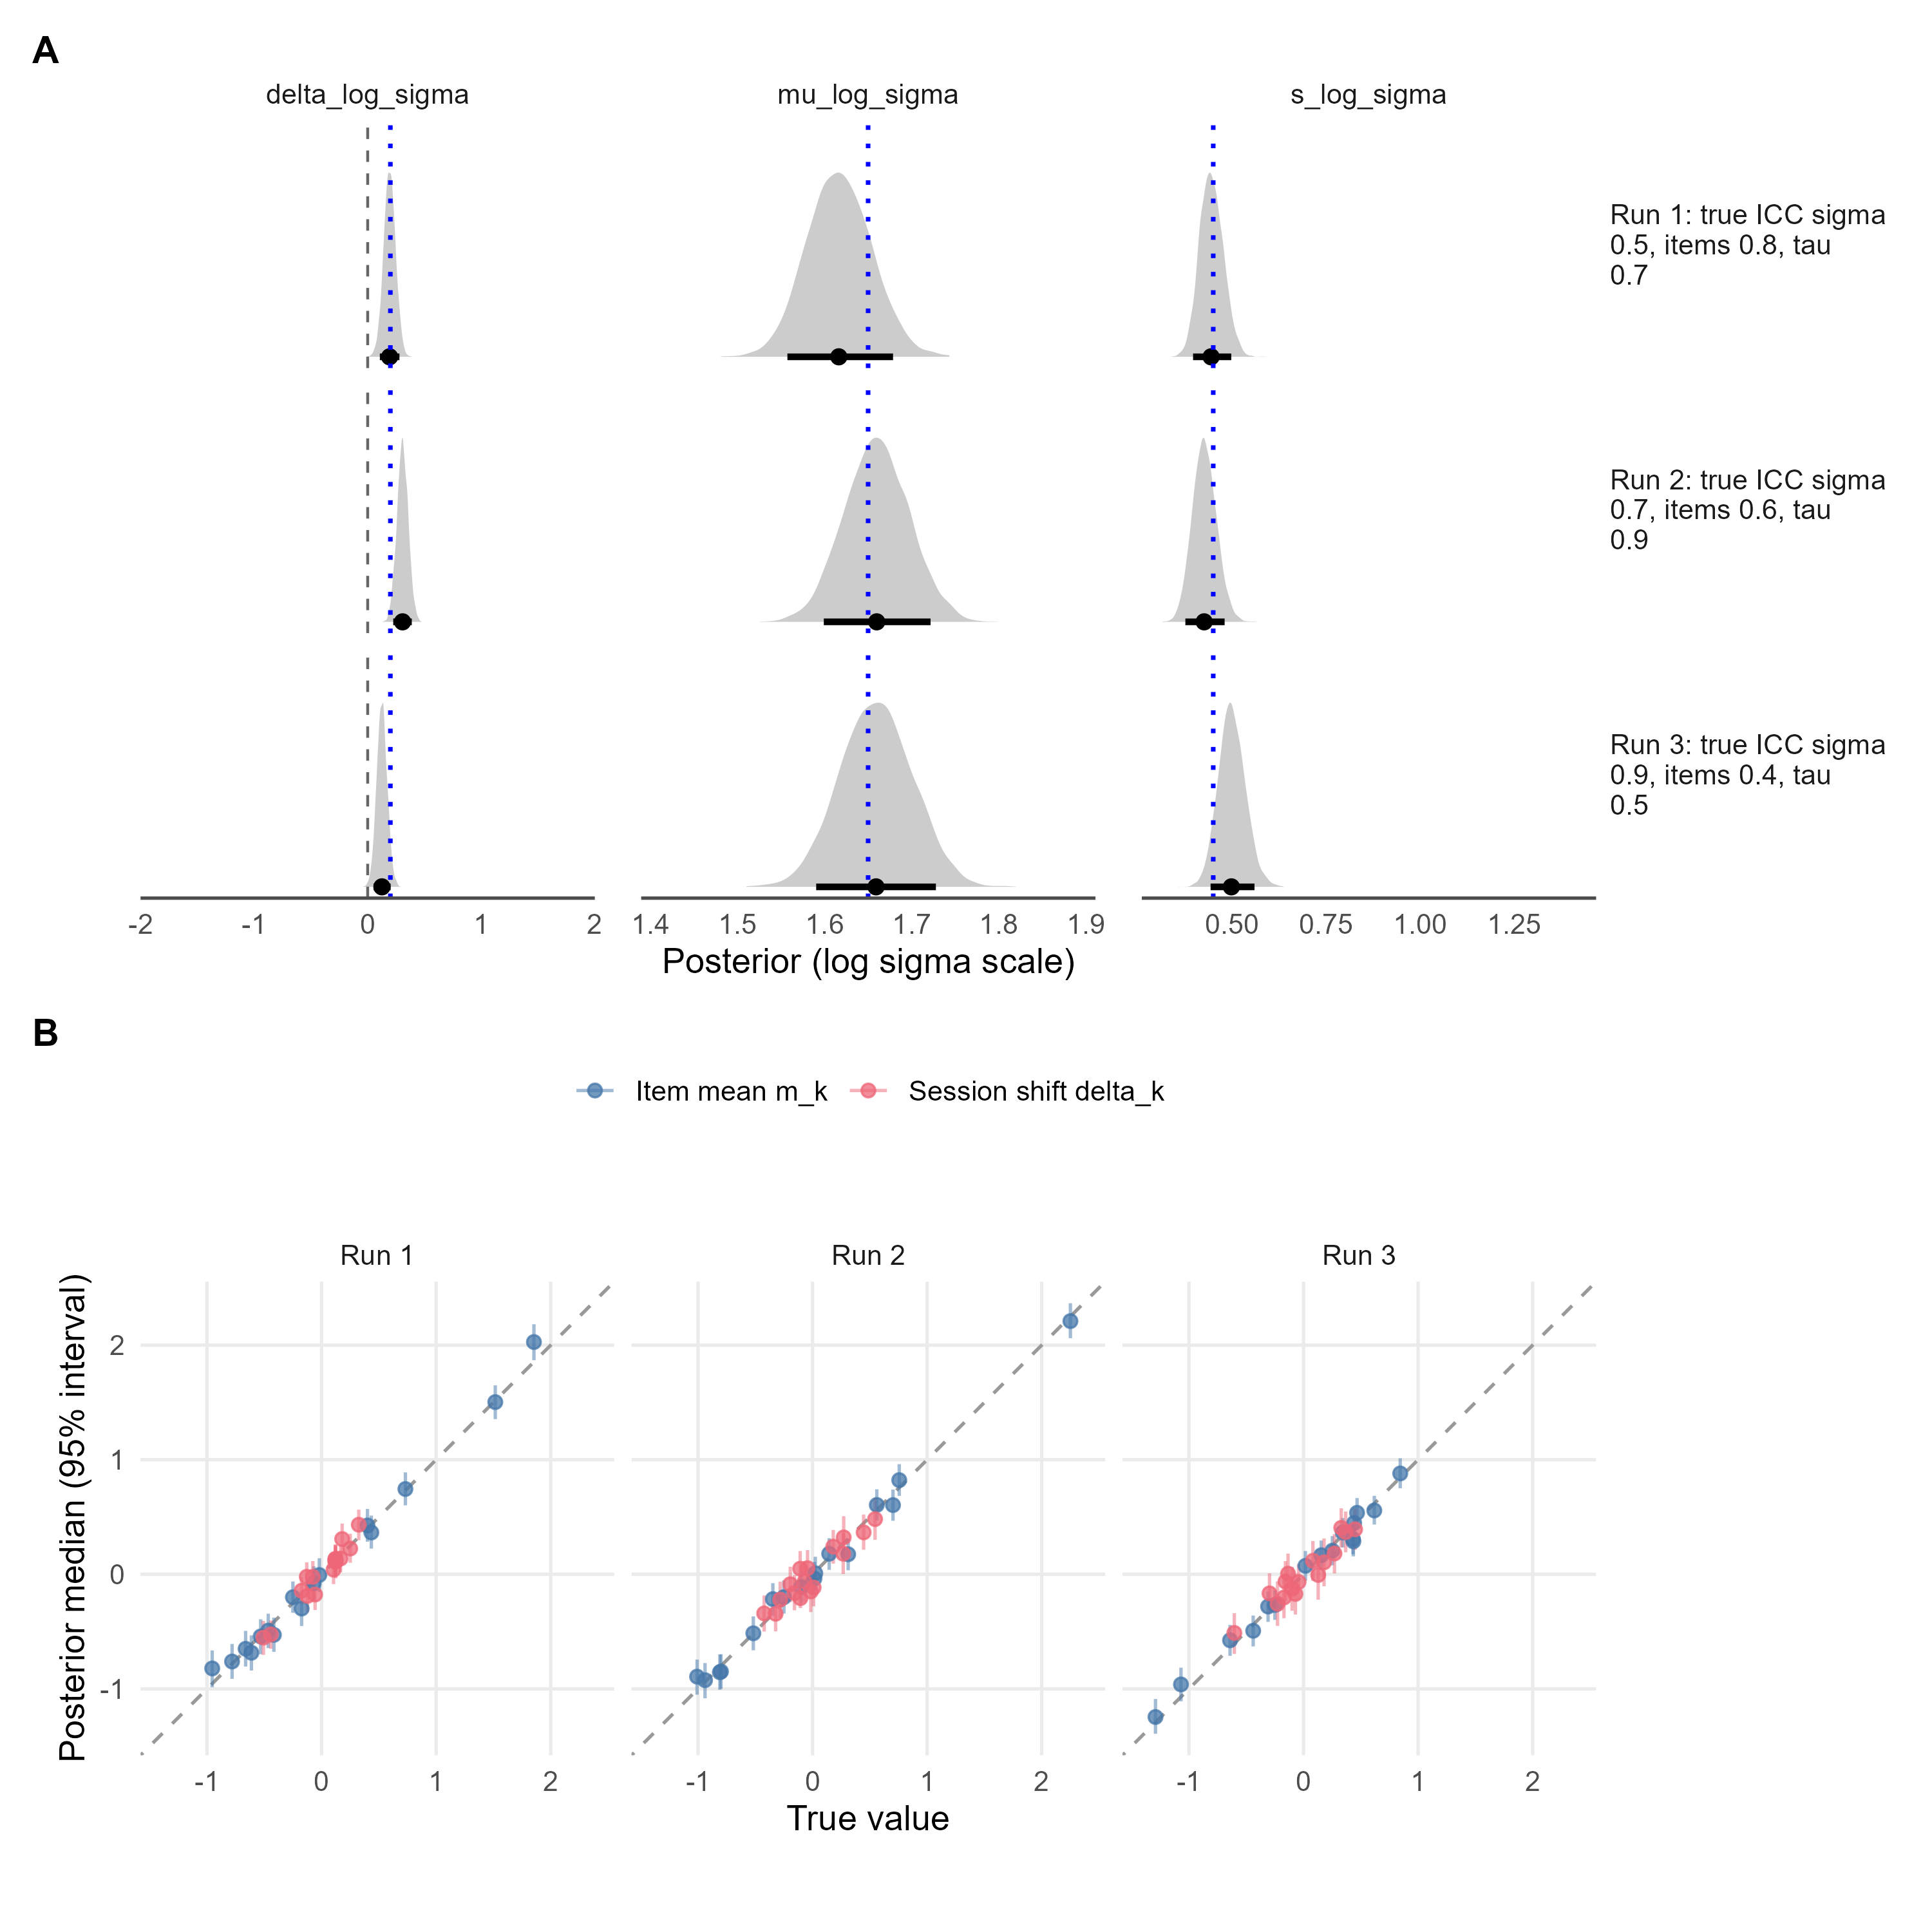 A
delta_log_sigma
mu_log_sigma
s_log_sigma
Run 1: true ICC sigma
0.5, items 0.8, tau
0.7
Run 2: true ICC sigma
0.7, items 0.6, tau
0.9
Run 3: true ICC sigma
0.9, items 0.4, tau
0.5
-2 -1 0 1 2
1.4 1.5 1.6 1.7 1.8 1.9
0.50 0.75 1.00 1.25
Posterior (log sigma scale)
B
Item mean m_k
Session shift delta_k
Run 1
Run 2
Run 3
Posterior median (95% interval)
2
1
0
-1
-1 0 1 2
-1 0 1 2
-1 0 1 2
True value